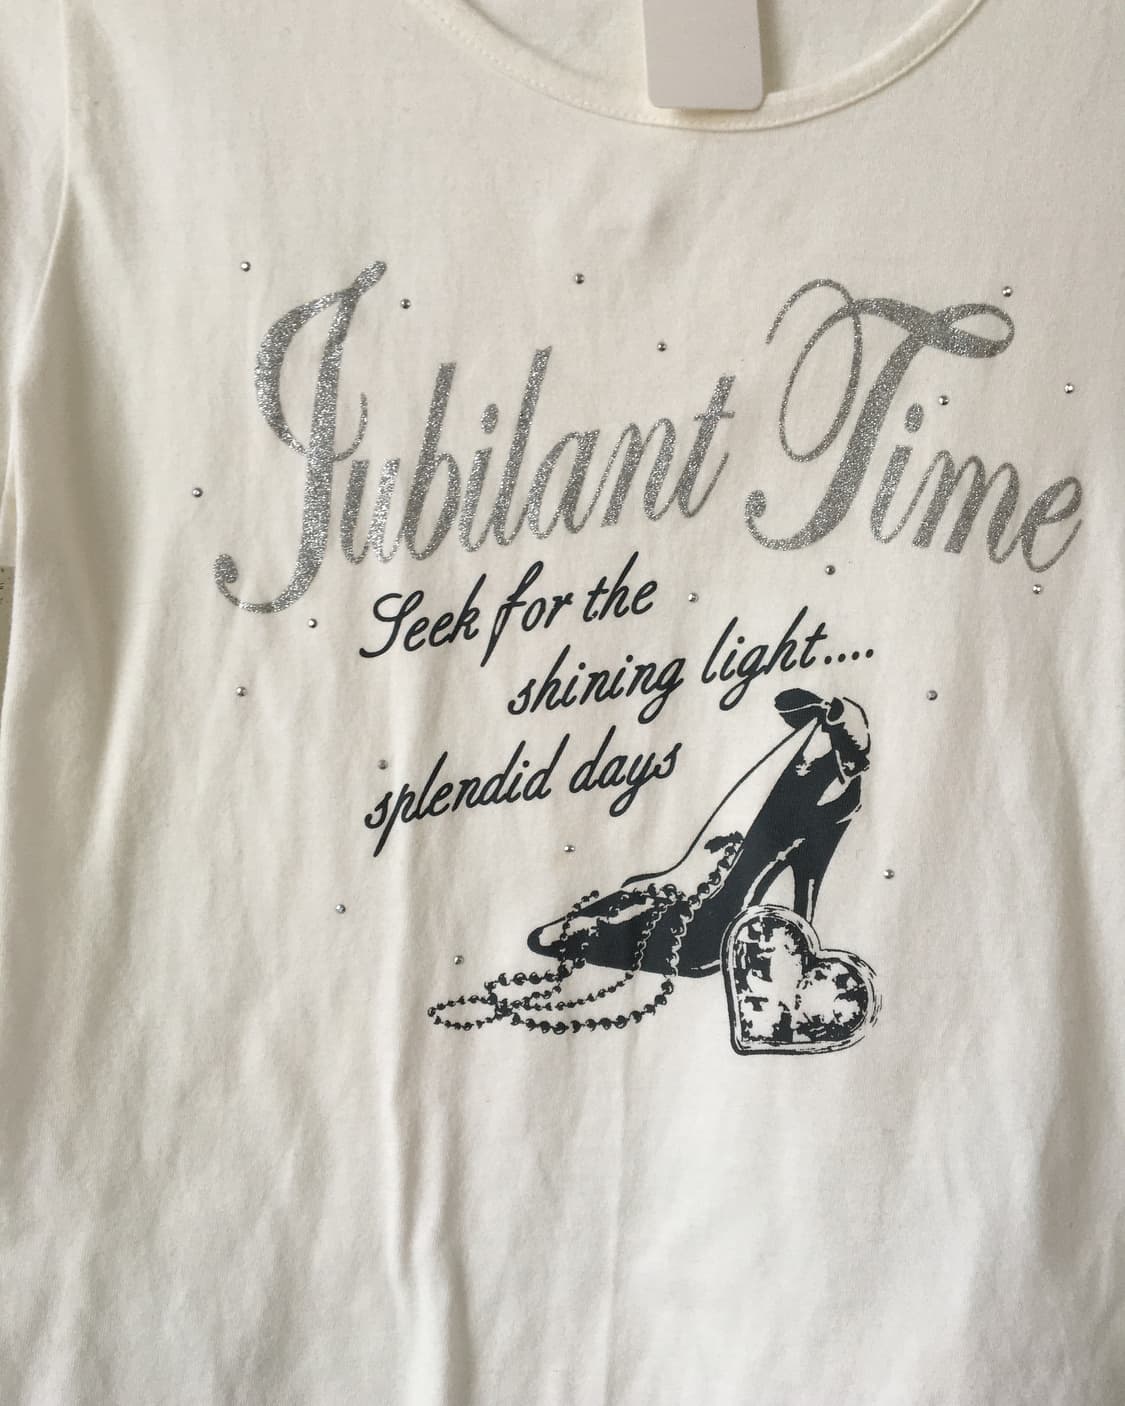 Jubilant Time
Seek for the
shining light....
splendid days